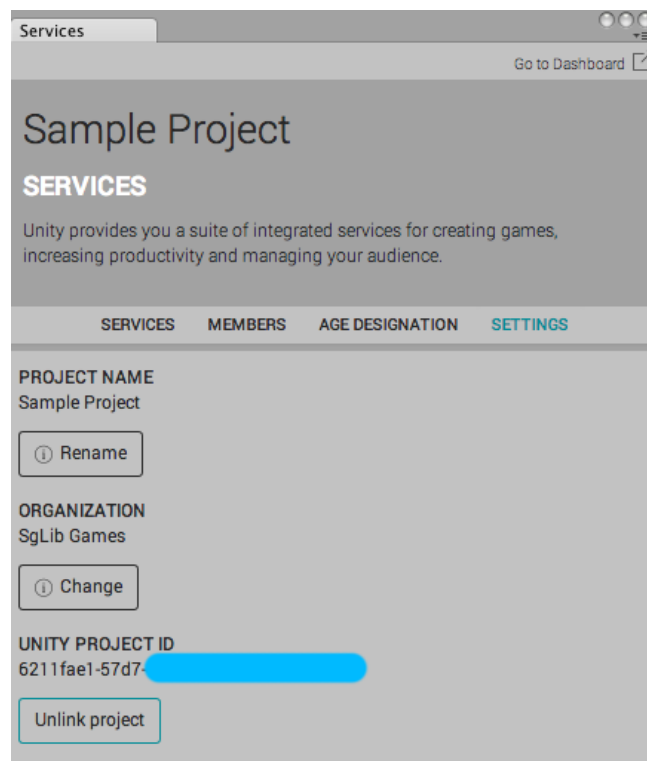 Services
Go to Dashboard
Sample Project
SERVICES
Unity provides you a suite of integrated services for creating games,
increasing productivity and managing your audience.
SERVICES MEMBERS AGE DESIGNATION SETTINGS
PROJECT NAME
Sample Project
Rename
ORGANIZATION
SgLib Games
Change
UNITY PROJECT ID
6211fae1-57d7-
Unlink project